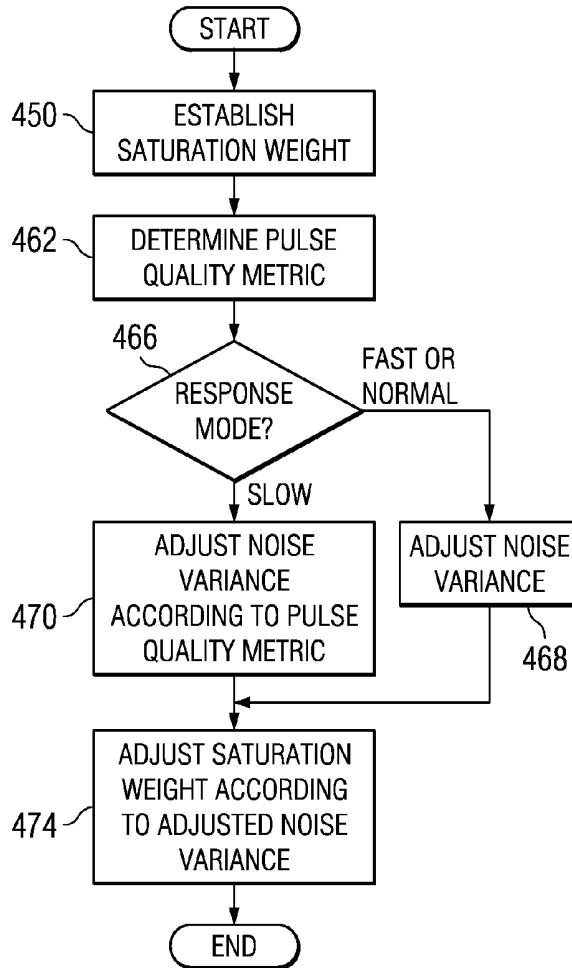 START
450
ESTABLISH
SATURATION WEIGHT
462
DETERMINE PULSE
QUALITY METRIC
466
RESPONSE
MODE?
FAST OR
NORMAL
SLOW
470
ADJUST NOISE
VARIANCE
ACCORDING TO PULSE
QUALITY METRIC
ADJUST NOISE
VARIANCE
468
474
ADJUST SATURATION
WEIGHT ACCORDING
TO ADJUSTED NOISE
VARIANCE
END